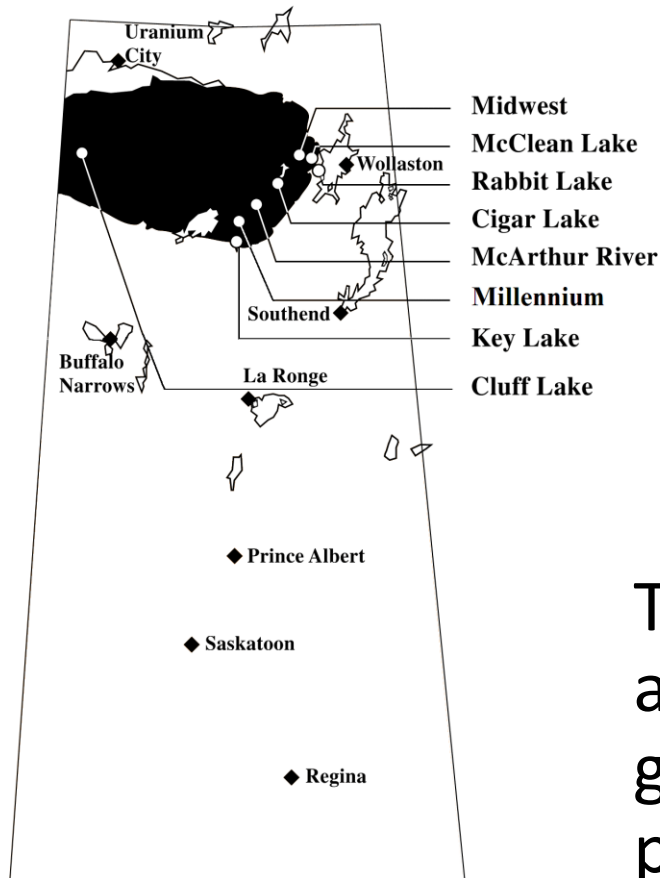 Uranium
City
Midwest
McClean Lake
Wollaston
Rabbit Lake
Cigar Lake
McArthur River
Millennium
Southend
Key Lake
Buffalo
Narrows
La Ronge
Cluff Lake
Prince Albert
Saskatoon
Regina
T
a
g
p